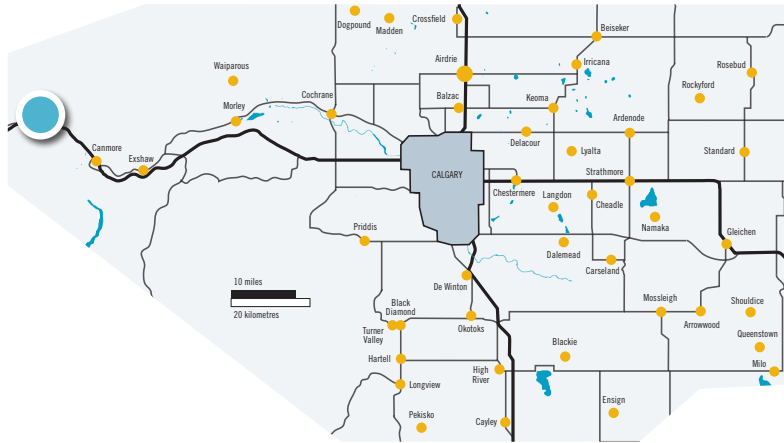 Dogpound
Madden
Crossfield
Beiseker
Waiparous
Airdrie
Irricana
Rosebud
Rockyford
Morley
Cochrane
Balzac
Keoma
Ardenode
Canmore
Exshaw
Delacour
Lyalta
Standard
CALGARY
Strathmore
Chestermere
Langdon
Cheadle
Namaka
Priddis
Gleichen
Dalemead
Carseland
10 miles
20 kilometres
De Winton
Black
Diamond
Turner
Valley
Okotoks
Mossleigh
Arrowwood
Shouldice
Queenstown
Hartell
High
River
Blackie
Milo
Longview
Ensign
Pekisko
Cayley